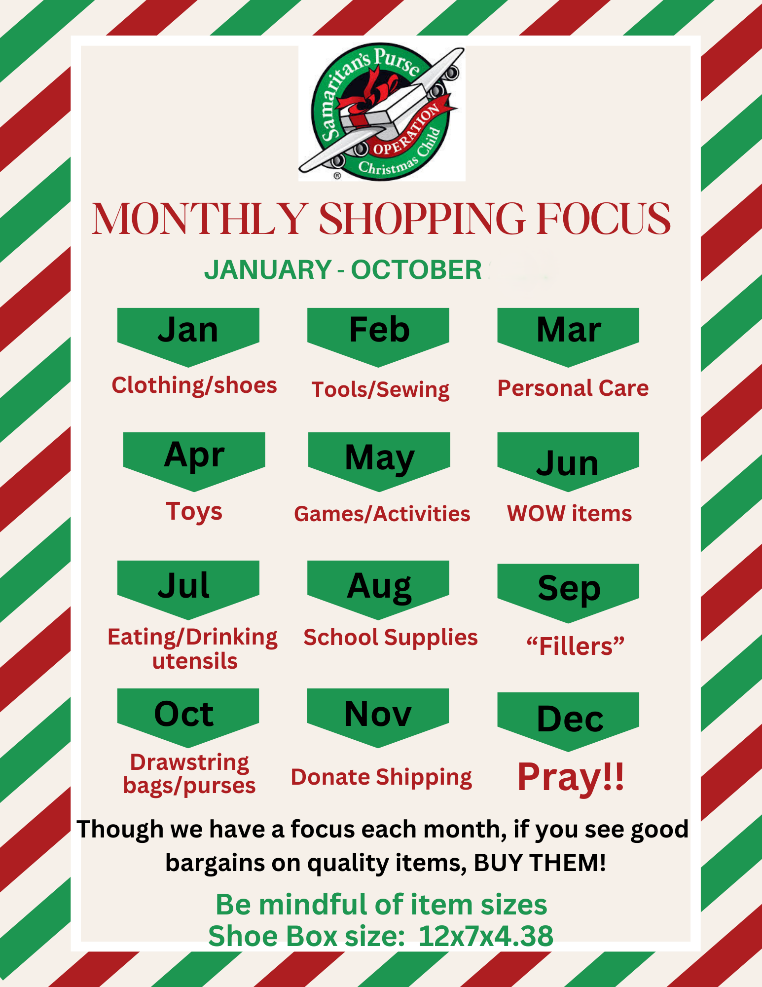 Samaritan's Purse
OPERATION
Christmas Child
®
MONTHLY SHOPPING FOCUS
JANUARY - OCTOBER
Jan
Feb
Mar
Clothing/shoes
Tools/Sewing
Personal Care
Apr
May
Jun
Toys
Games/Activities
WOW items
Jul
Aug
Sep
Eating/Drinking
utensils
School Supplies
“Fillers”
Oct
Nov
Dec
Drawstring
bags/purses
Donate Shipping
Pray!!
Though we have a focus each month, if you see good
bargains on quality items, BUY THEM!
Be mindful of item sizes
Shoe Box size: 12x7x4.38